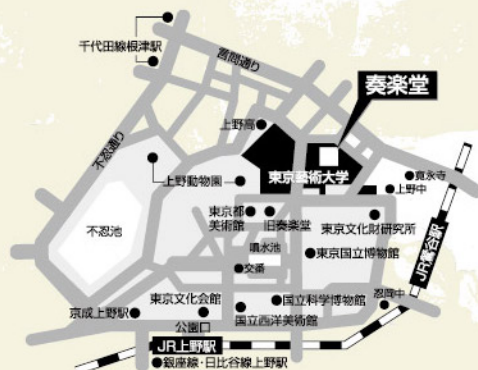 千代田線根津駅
言問通り
奏楽堂
上野高
不忍通り
東京藝術大学
寛永寺
上野中
上野動物園
東京都
美術館
旧奏楽堂
東京文化財研究所
不忍池
噴水池
東京国立博物館
交番
JR鶯谷駅
忍岡中
東京文化会館
国立科学博物館
京成上野駅
公園口
国立西洋美術館
JR上野駅
銀座線・日比谷線上野駅